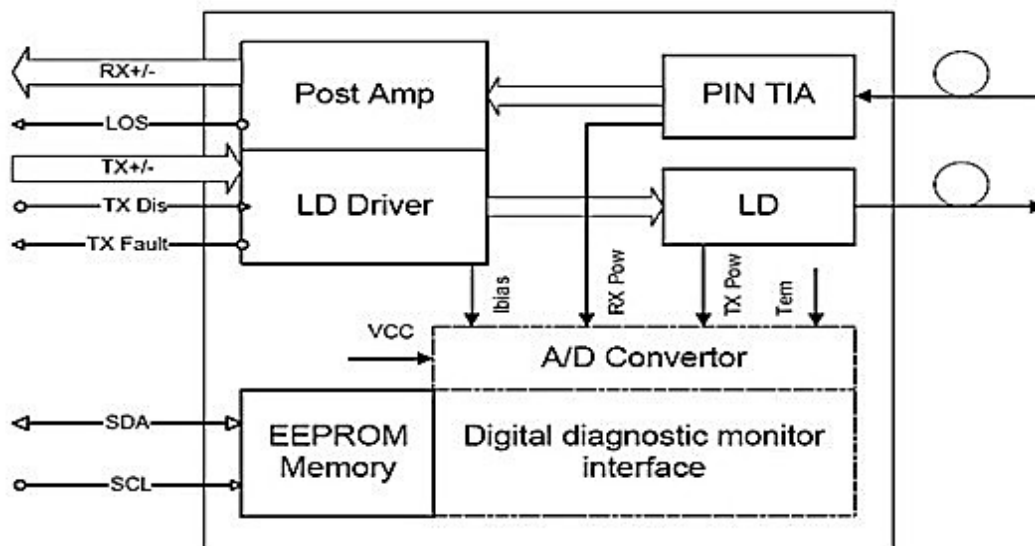 RX+/-
Post Amp
PIN TIA
LOS
TX+/-
TX Dis
LD Driver
LD
TX Fault
Ibias
RX Pow
TX Pow
Tem
VCC
A/D Convertor
SDA
EEPROM
Memory
Digital diagnostic monitor
interface
SCL